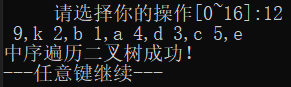 请选择你的操作[0~16]:12
9,k 2,b 1,a 4,d 3,c 5,e
中序遍历二叉树成功!
---任意键继续---